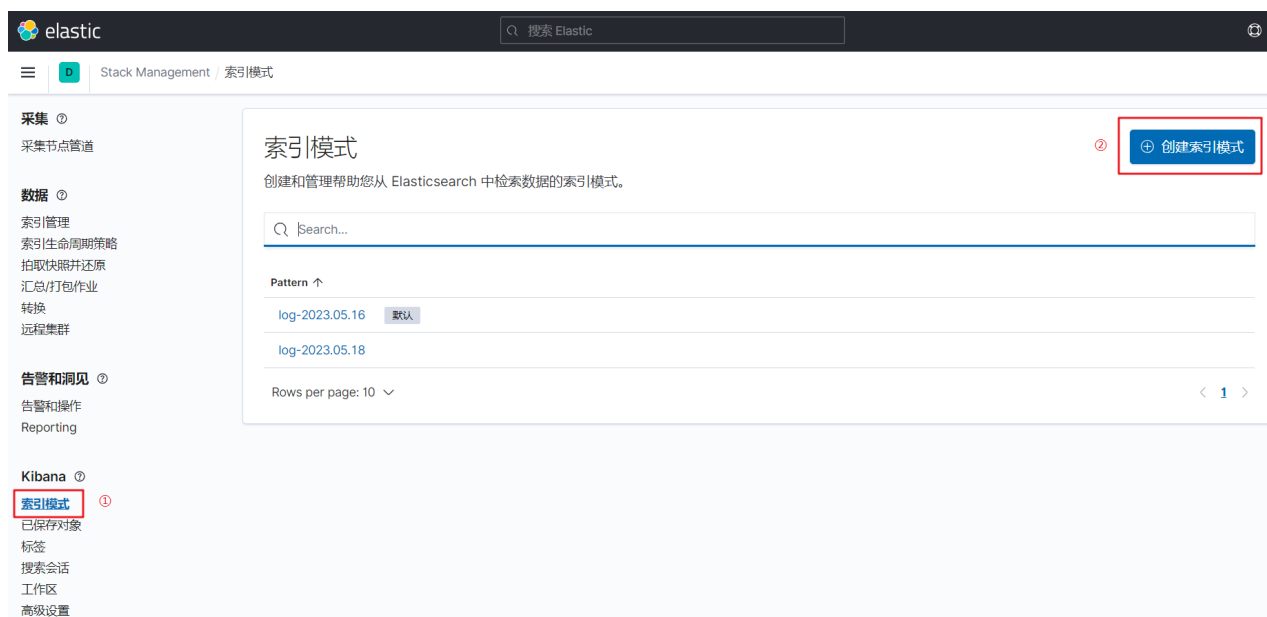 elastic
搜索 Elastic
D
Stack Management / 索引模式
采集
采集节点管道
数据
索引管理
索引生命周期策略
拍取快照并还原
汇总/打包作业
转换
远程集群
告警和洞见
告警和操作
Reporting
Kibana
索引模式 ①
已保存对象
标签
搜索会话
工作区
高级设置
索引模式
② 创建索引模式
创建和管理帮助您从 Elasticsearch 中检索数据的索引模式。
Search...
Pattern ↑
log-2023.05.16 默认
log-2023.05.18
Rows per page: 10
< 1 >